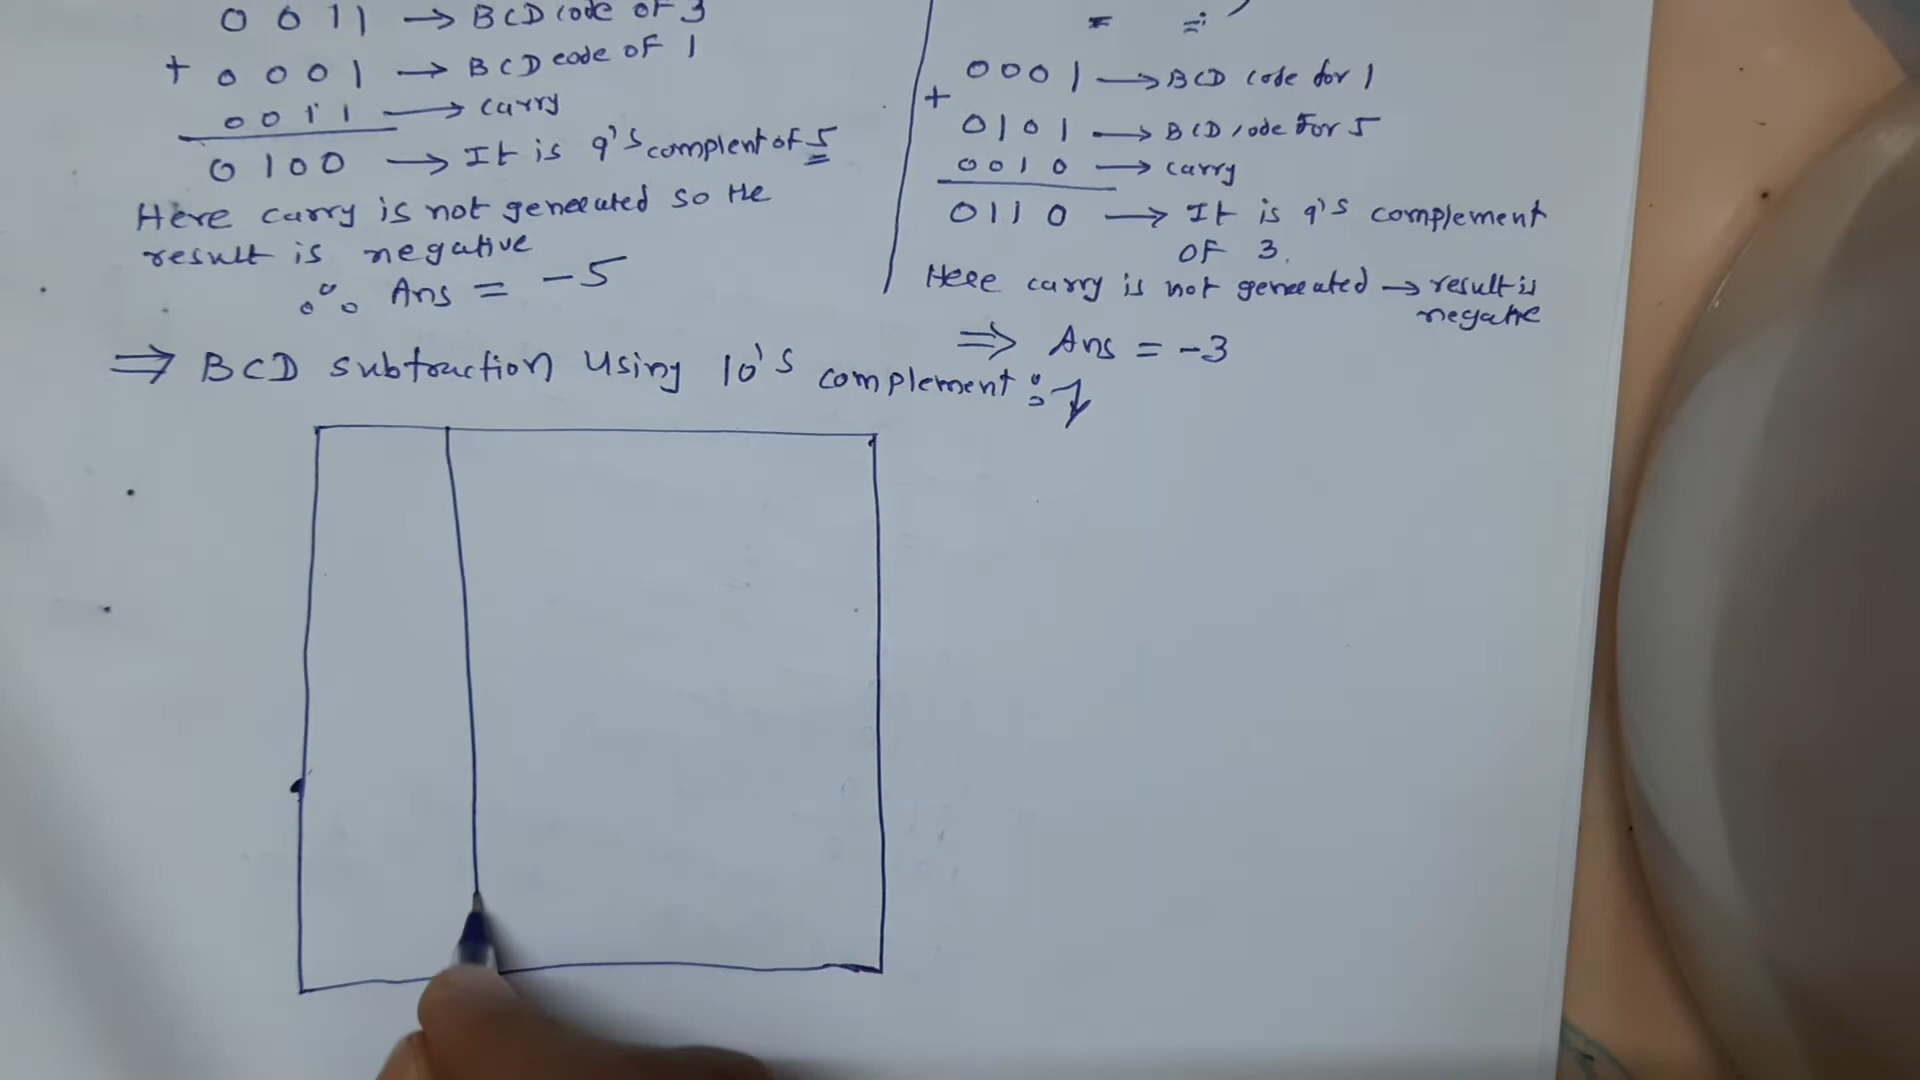 0 0 1 1 → BCD code of 3
+ 0 0 0 1 → BCD code of 1
0 0 1 1 → carry
0 1 0 0 → It is 9's complent of 5
Here carry is not generated so the
result is negative
∴ Ans = -5
= =
0 0 0 1 → BCD code for 1
+
0 1 0 1 → BCD code for 5
0 0 1 0 → carry
0 1 1 0 → It is 9's complement
of 3.
Here carry is not generated → result is
negative
⇒ Ans = -3
⇒ BCD subtraction using 10's complement :